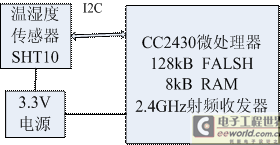 I2C
温湿度
传感器
SHT10
3.3V
电源
CC2430微处理器
128kB FALSH
8kB RAM
2.4GHz射频收发器
电子工程世界
eeworld.com.cn